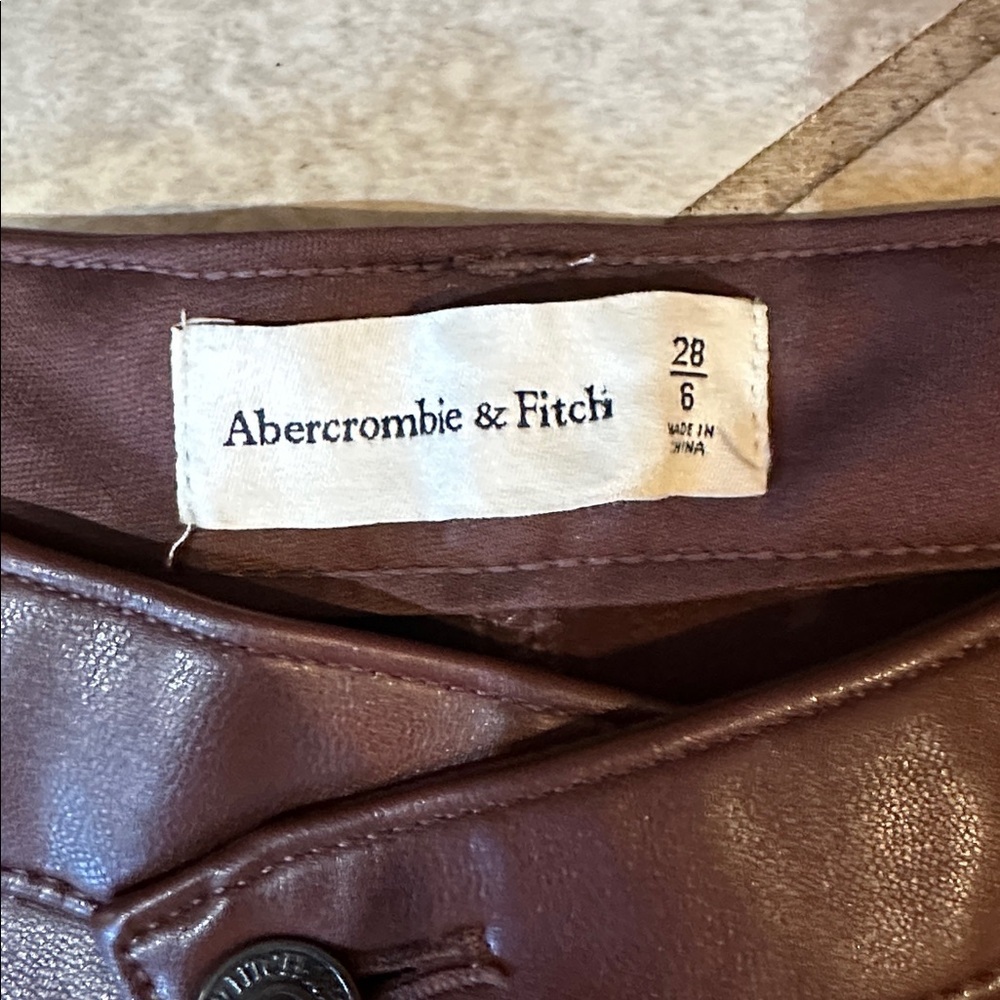 Abercrombie & Fitch
28
6
MADE IN
CHINA